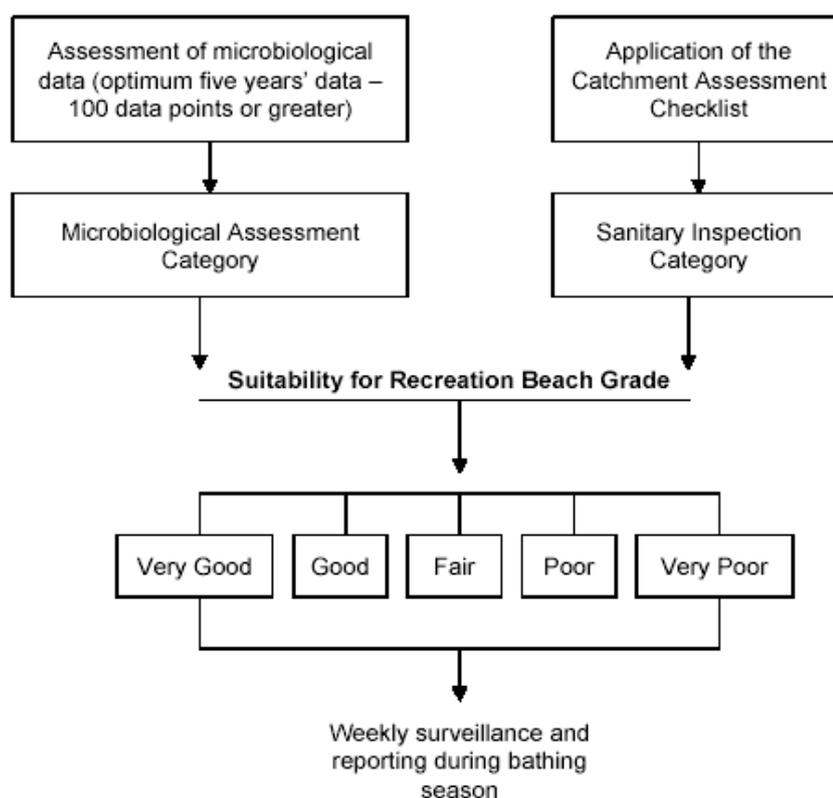 Assessment of microbiological
data (optimum five years' data –
100 data points or greater)
Application of the
Catchment Assessment
Checklist
Microbiological Assessment
Category
Sanitary Inspection
Category
Suitability for Recreation Beach Grade
Very Good
Good
Fair
Poor
Very Poor
Weekly surveillance and
reporting during bathing
season